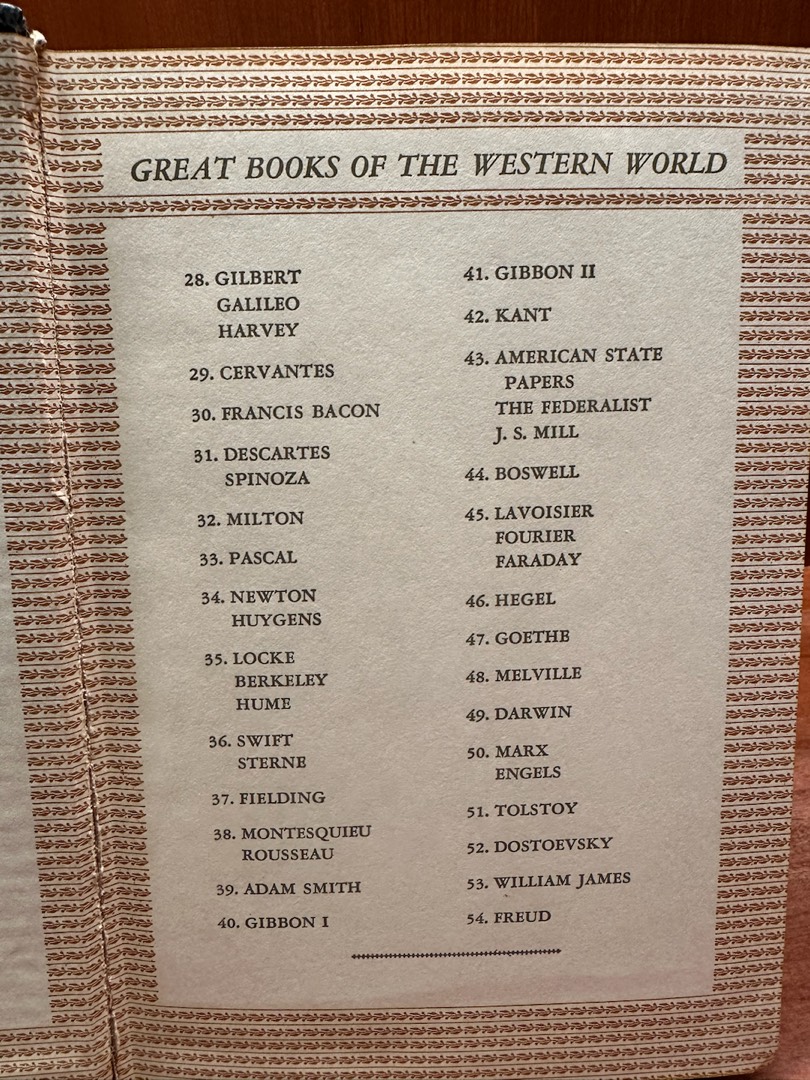 GREAT BOOKS OF THE WESTERN WORLD
28. GILBERT
GALILEO
HARVEY
29. CERVANTES
30. FRANCIS BACON
31. DESCARTES
SPINOZA
32. MILTON
33. PASCAL
34. NEWTON
HUYGENS
35. LOCKE
BERKELEY
HUME
36. SWIFT
STERNE
37. FIELDING
38. MONTESQUIEU
ROUSSEAU
39. ADAM SMITH
40. GIBBON I
41. GIBBON II
42. KANT
43. AMERICAN STATE
PAPERS
THE FEDERALIST
J. S. MILL
44. BOSWELL
45. LAVOISIER
FOURIER
FARADAY
46. HEGEL
47. GOETHE
48. MELVILLE
49. DARWIN
50. MARX
ENGELS
51. TOLSTOY
52. DOSTOEVSKY
53. WILLIAM JAMES
54. FREUD